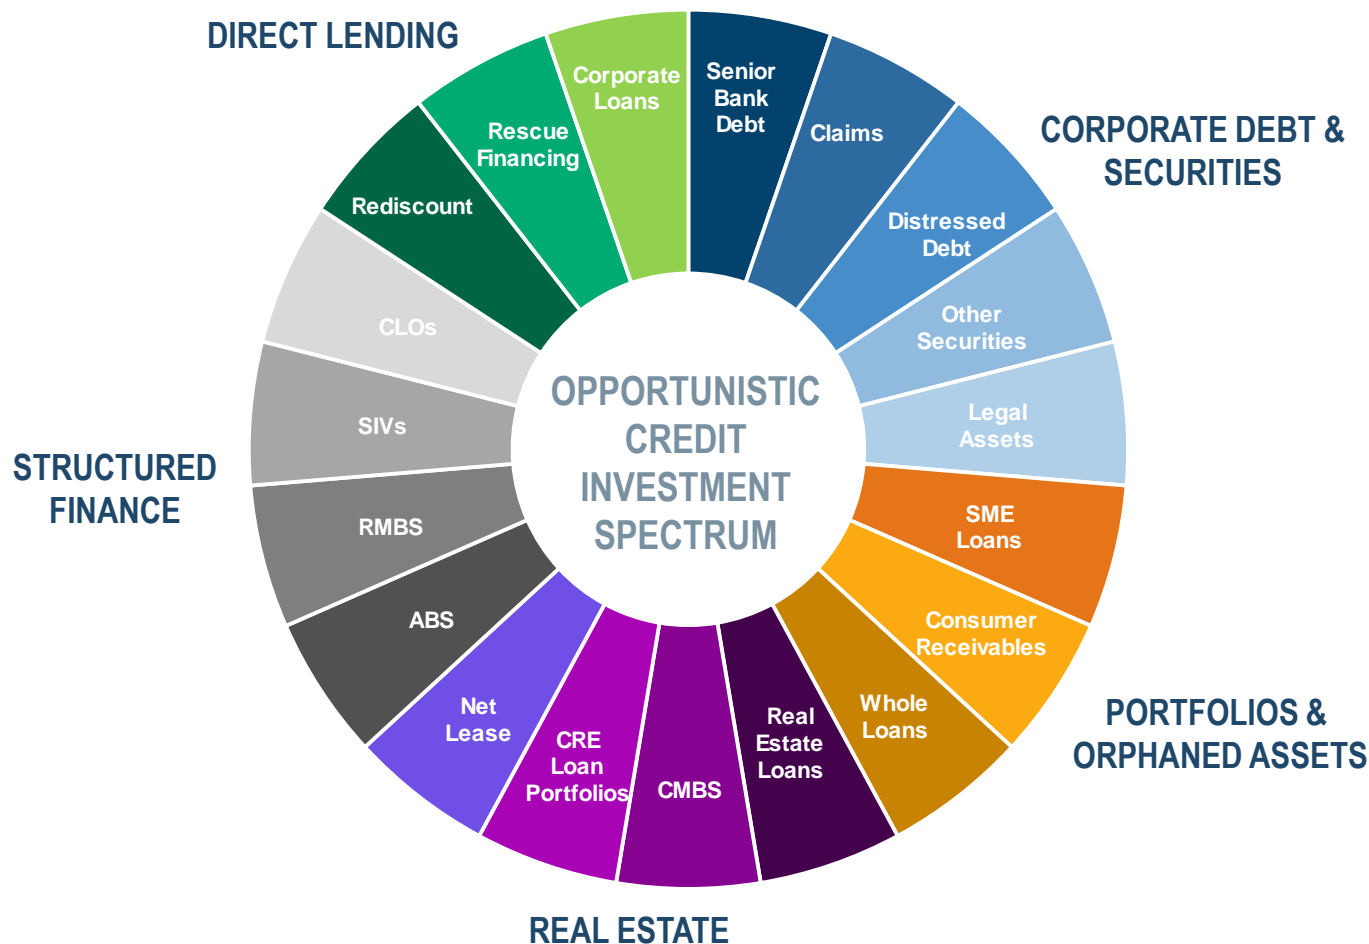 DIRECT LENDING
Corporate
Loans
Senior
Bank
Debt
Claims
CORPORATE DEBT &
SECURITIES
Distressed
Debt
Other
Securities
Legal
Assets
SME
Loans
Consumer
Receivables
Whole
Loans
PORTFOLIOS &
ORPHANED ASSETS
Real
Estate
Loans
CMBS
CRE
Loan
Portfolios
Net
Lease
REAL ESTATE
ABS
RMBS
SIVs
CLOs
STRUCTURED
FINANCE
Rediscount
Rescue
Financing
OPPORTUNISTIC
CREDIT
INVESTMENT
SPECTRUM